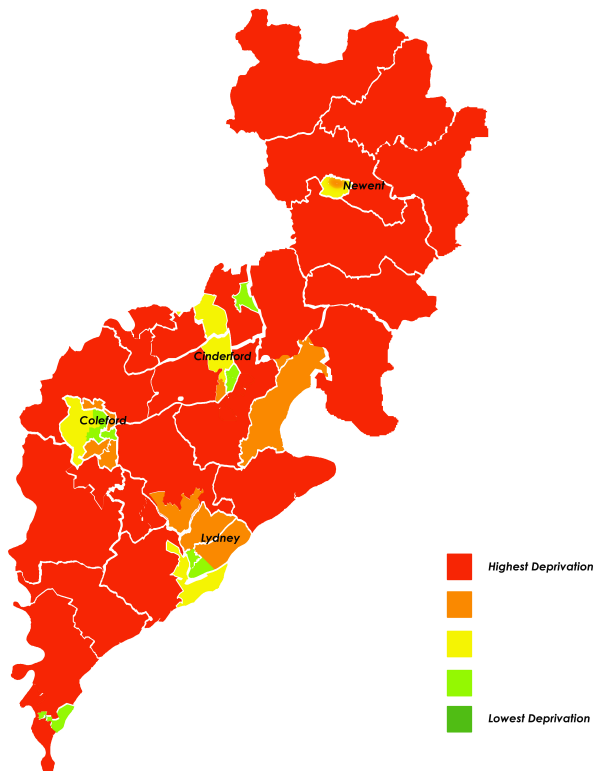 Newent
Cinderford
Coleford
Lydney
Highest Deprivation
Lowest Deprivation